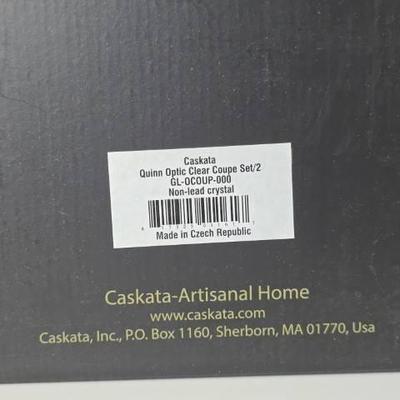 Caskata
Quinn Optic Clear Coupe Set/2
GL-OCOUP-000
Non-lead crystal
Made in Czech Republic
Caskata-Artisanal Home
www.caskata.com
Caskata, Inc., P.O. Box 1160, Sherborn, MA 01770, Usa